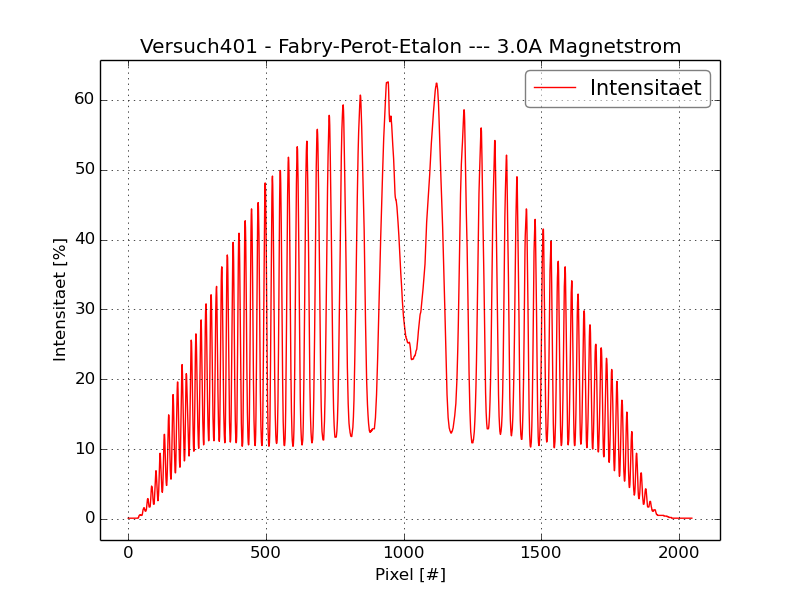 Versuch401 - Fabry-Perot-Etalon --- 3.0A Magnetstrom
Intensitaet
Intensitaet [%]
60
50
40
30
20
10
0
0 500 1000 1500 2000
Pixel [#]